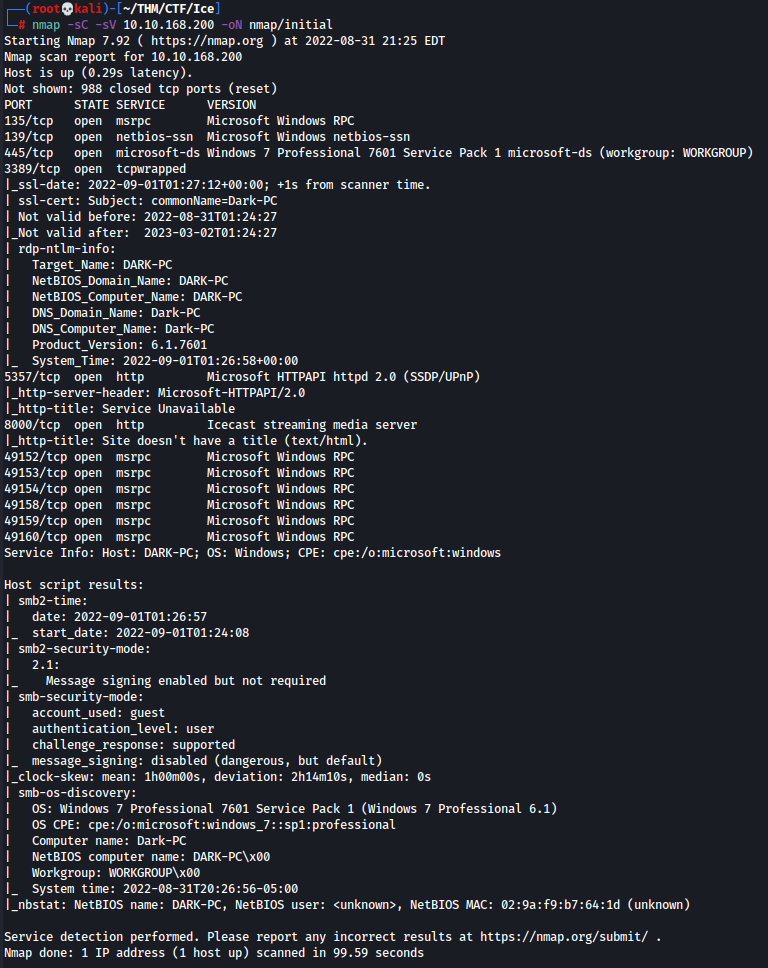 ┌──(root💀kali)-[~/THM/CTF/Ice]
└─# nmap -sC -sV 10.10.168.200 -oN nmap/initial
Starting Nmap 7.92 ( https://nmap.org ) at 2022-08-31 21:25 EDT
Nmap scan report for 10.10.168.200
Host is up (0.29s latency).
Not shown: 988 closed tcp ports (reset)
PORT      STATE SERVICE      VERSION
135/tcp   open  msrpc        Microsoft Windows RPC
139/tcp   open  netbios-ssn  Microsoft Windows netbios-ssn
445/tcp   open  microsoft-ds Windows 7 Professional 7601 Service Pack 1 microsoft-ds (workgroup: WORKGROUP)
3389/tcp  open  tcpwrapped
|_ssl-date: 2022-09-01T01:27:12+00:00; +1s from scanner time.
| ssl-cert: Subject: commonName=Dark-PC
| Not valid before: 2022-08-31T01:24:27
|_Not valid after:  2023-03-02T01:24:27
| rdp-ntlm-info:
|   Target_Name: DARK-PC
|   NetBIOS_Domain_Name: DARK-PC
|   NetBIOS_Computer_Name: DARK-PC
|   DNS_Domain_Name: Dark-PC
|   DNS_Computer_Name: Dark-PC
|   Product_Version: 6.1.7601
|_  System_Time: 2022-09-01T01:26:58+00:00
5357/tcp  open  http         Microsoft HTTPAPI httpd 2.0 (SSDP/UPnP)
|_http-server-header: Microsoft-HTTPAPI/2.0
|_http-title: Service Unavailable
8000/tcp  open  http         Icecast streaming media server
|_http-title: Site doesn't have a title (text/html).
49152/tcp open  msrpc        Microsoft Windows RPC
49153/tcp open  msrpc        Microsoft Windows RPC
49154/tcp open  msrpc        Microsoft Windows RPC
49158/tcp open  msrpc        Microsoft Windows RPC
49159/tcp open  msrpc        Microsoft Windows RPC
49160/tcp open  msrpc        Microsoft Windows RPC
Service Info: Host: DARK-PC; OS: Windows; CPE: cpe:/o:microsoft:windows

Host script results:
| smb2-time:
|   date: 2022-09-01T01:26:57
|_  start_date: 2022-09-01T01:24:08
| smb2-security-mode:
|   2.1:
|_    Message signing enabled but not required
| smb-security-mode:
|   account_used: guest
|   authentication_level: user
|   challenge_response: supported
|_  message_signing: disabled (dangerous, but default)
|_clock-skew: mean: 1h00m00s, deviation: 2h14m10s, median: 0s
| smb-os-discovery:
|   OS: Windows 7 Professional 7601 Service Pack 1 (Windows 7 Professional 6.1)
|   OS CPE: cpe:/o:microsoft:windows_7::sp1:professional
|   Computer name: Dark-PC
|   NetBIOS computer name: DARK-PC\x00
|   Workgroup: WORKGROUP\x00
|_  System time: 2022-08-31T20:26:56-05:00
|_nbstat: NetBIOS name: DARK-PC, NetBIOS user: <unknown>, NetBIOS MAC: 02:9a:f9:b7:64:1d (unknown)

Service detection performed. Please report any incorrect results at https://nmap.org/submit/ .
Nmap done: 1 IP address (1 host up) scanned in 99.59 seconds